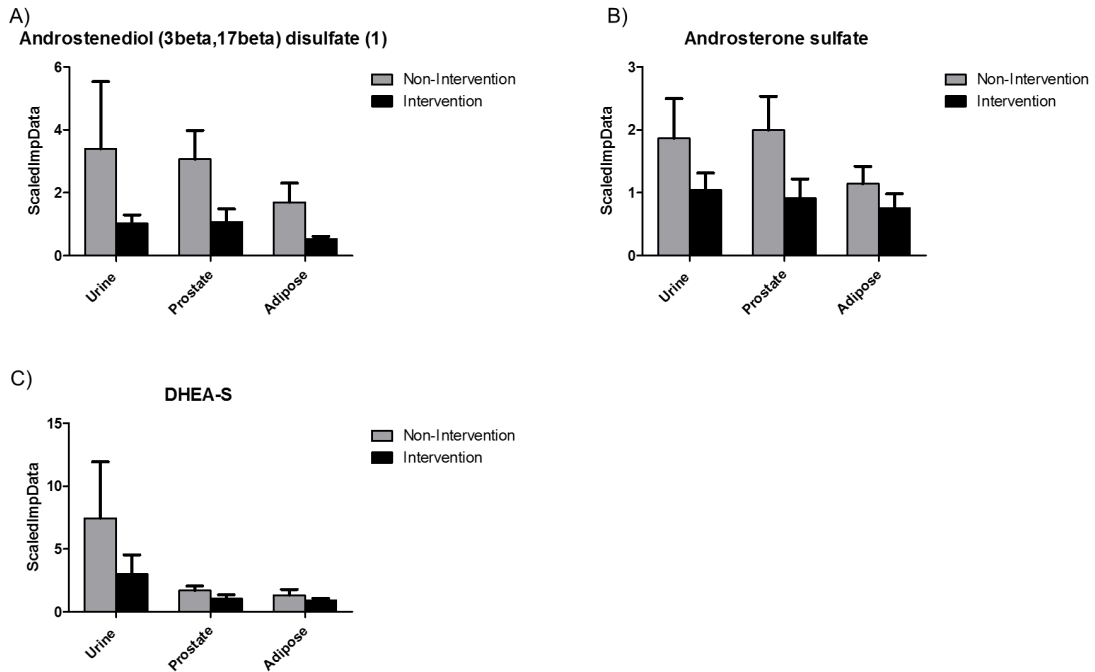 A)
Androstenediol (3beta,17beta) disulfate (1)
6
4
2
0
ScaledImpData
Urine
Prostate
Adipose
Non-Intervention
Intervention
B)
Androsterone sulfate
3
2
1
0
ScaledImpData
Urine
Prostate
Adipose
Non-Intervention
Intervention
C)
DHEA-S
15
10
5
0
ScaledImpData
Urine
Prostate
Adipose
Non-Intervention
Intervention